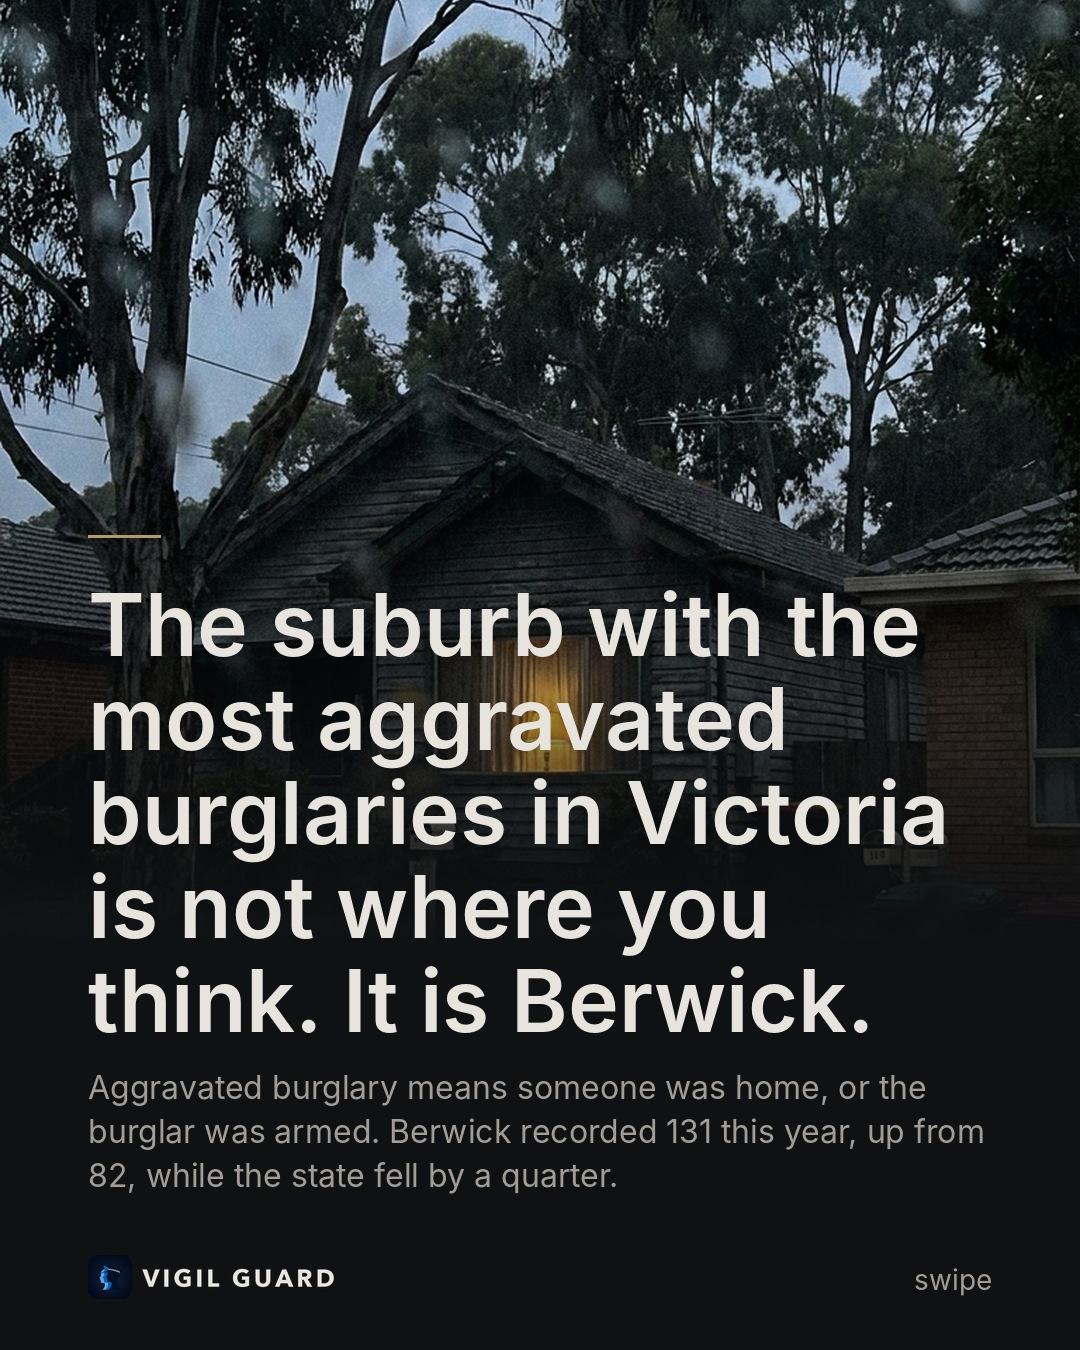 The suburb with the
most aggravated
burglaries in Victoria
is not where you
think. It is Berwick.
Aggravated burglary means someone was home, or the
burglar was armed. Berwick recorded 131 this year, up from
82, while the state fell by a quarter.
VIGIL GUARD
swipe